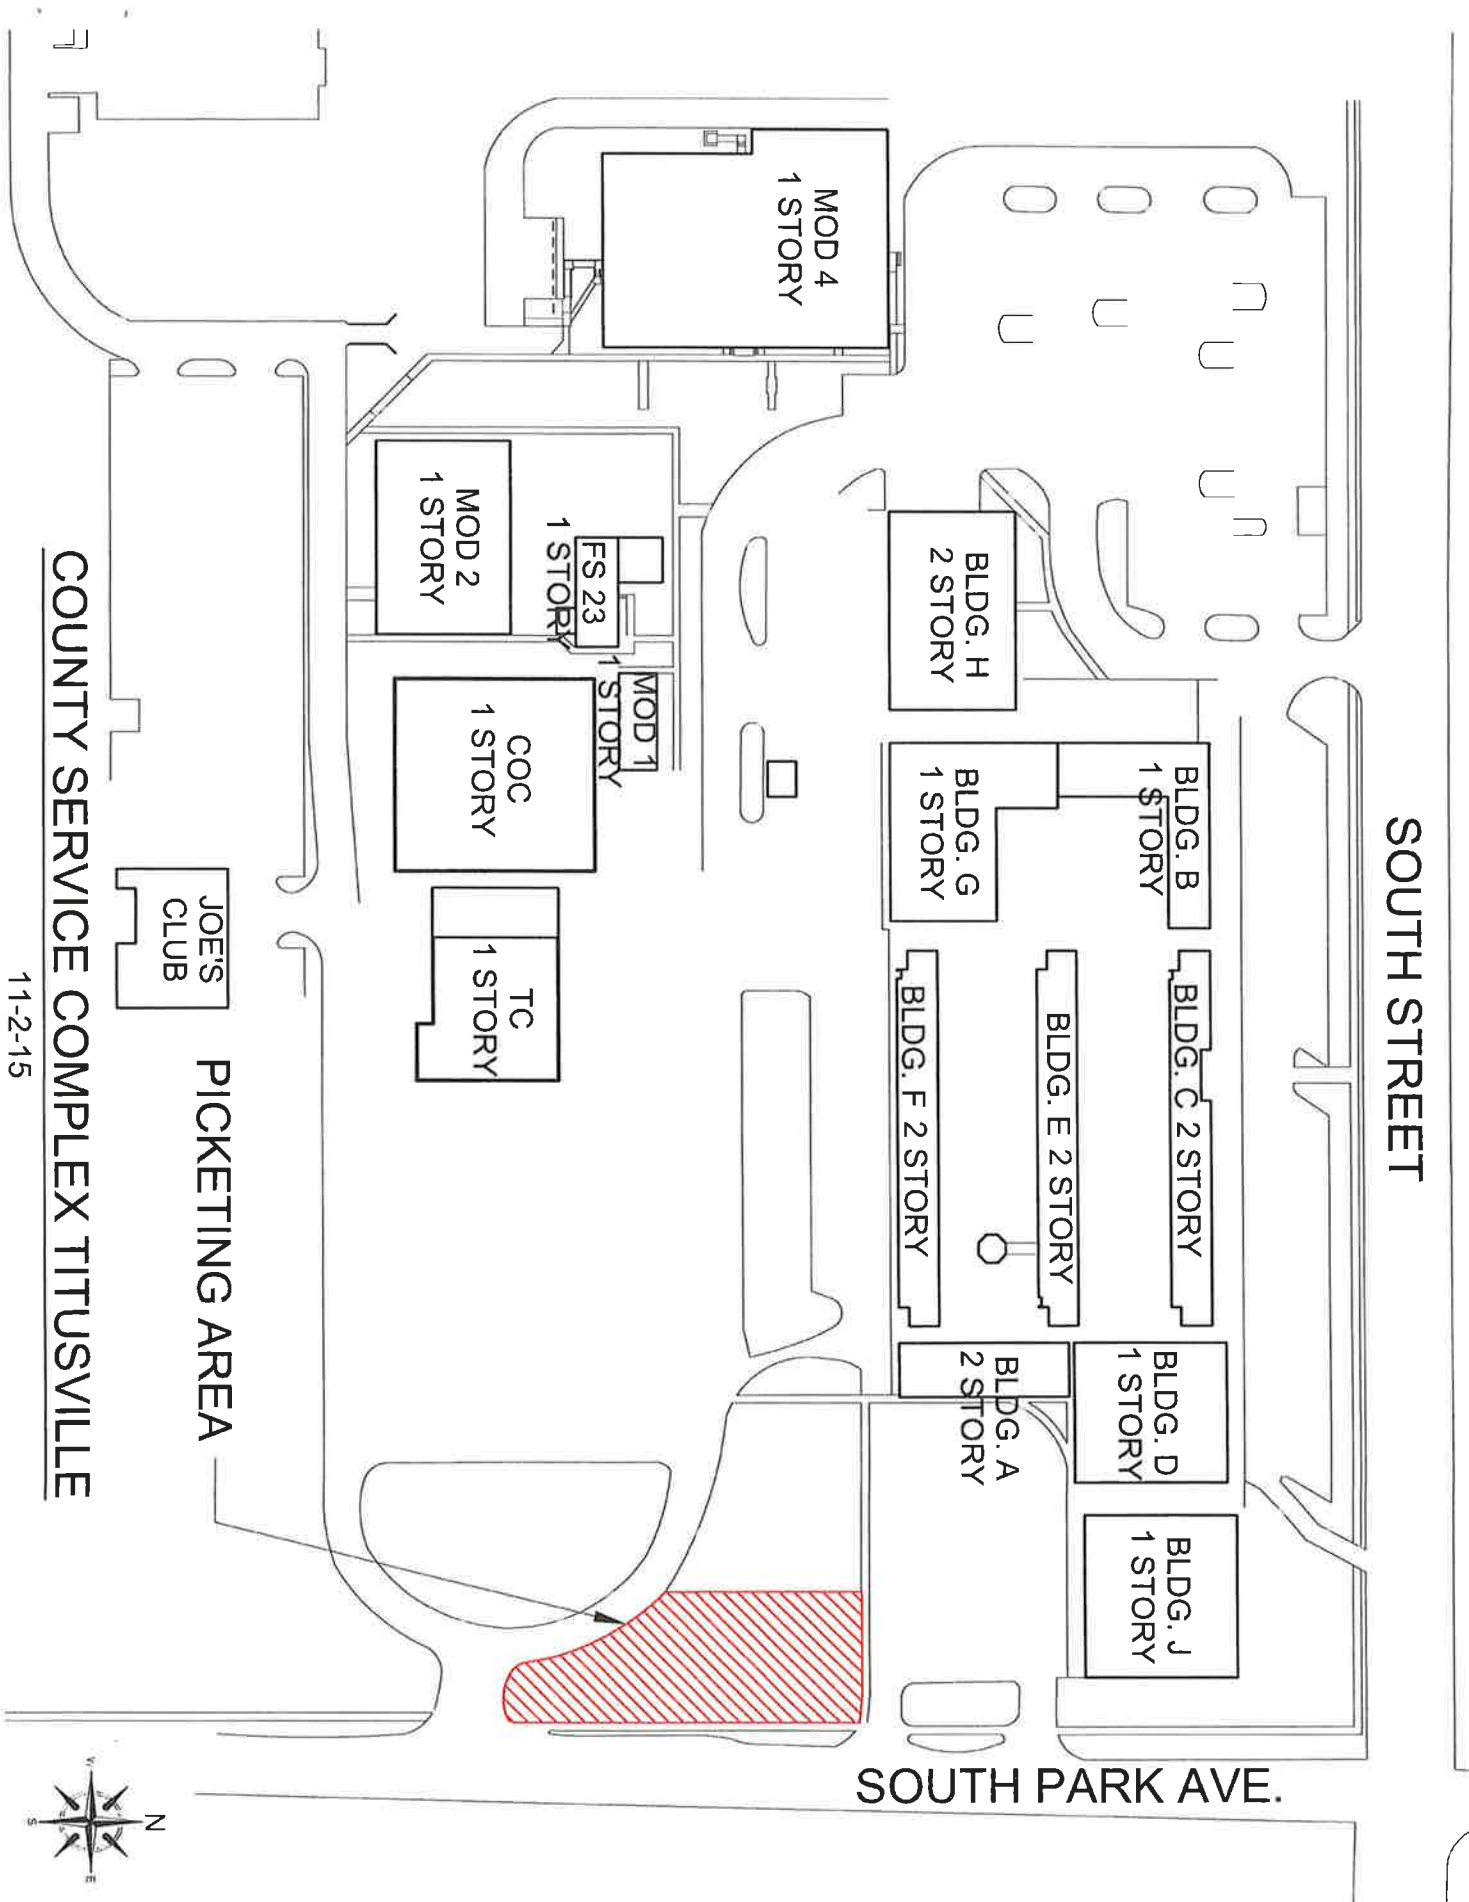 SOUTH STREET
MOD 4
1 STORY
BLDG. H
2 STORY
BLDG. B
1 STORY
BLDG. G
1 STORY
BLDG. C 2 STORY
BLDG. E 2 STORY
BLDG. F 2 STORY
BLDG. D
1 STORY
BLDG. A
2 STORY
BLDG. J
1 STORY
MOD 2
1 STORY
FS 23
1 STORY
MOD 1
1 STORY
COC
1 STORY
TC
1 STORY
JOE'S
CLUB
PICKETING AREA
SOUTH PARK AVE.
COUNTY SERVICE COMPLEX TITUSVILLE
11-2-15
N
W
E
S